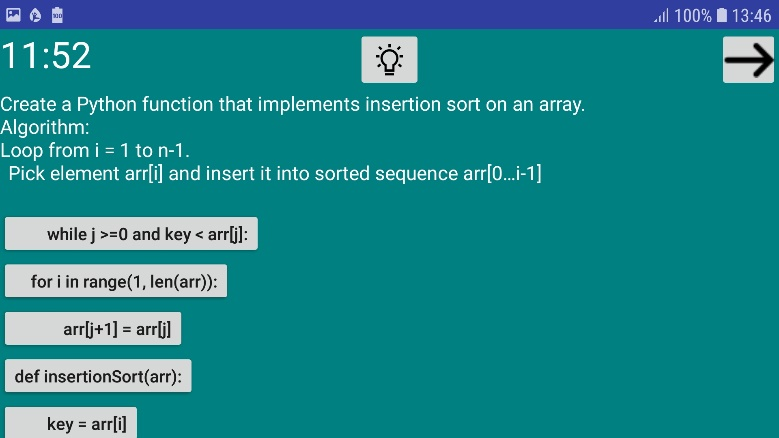 100% 13:46
11:52
Create a Python function that implements insertion sort on an array.
Algorithm:
Loop from i = 1 to n-1.
Pick element arr[i] and insert it into sorted sequence arr[0…i-1]
while j >=0 and key < arr[j]:
for i in range(1, len(arr)):
arr[j+1] = arr[j]
def insertionSort(arr):
key = arr[i]